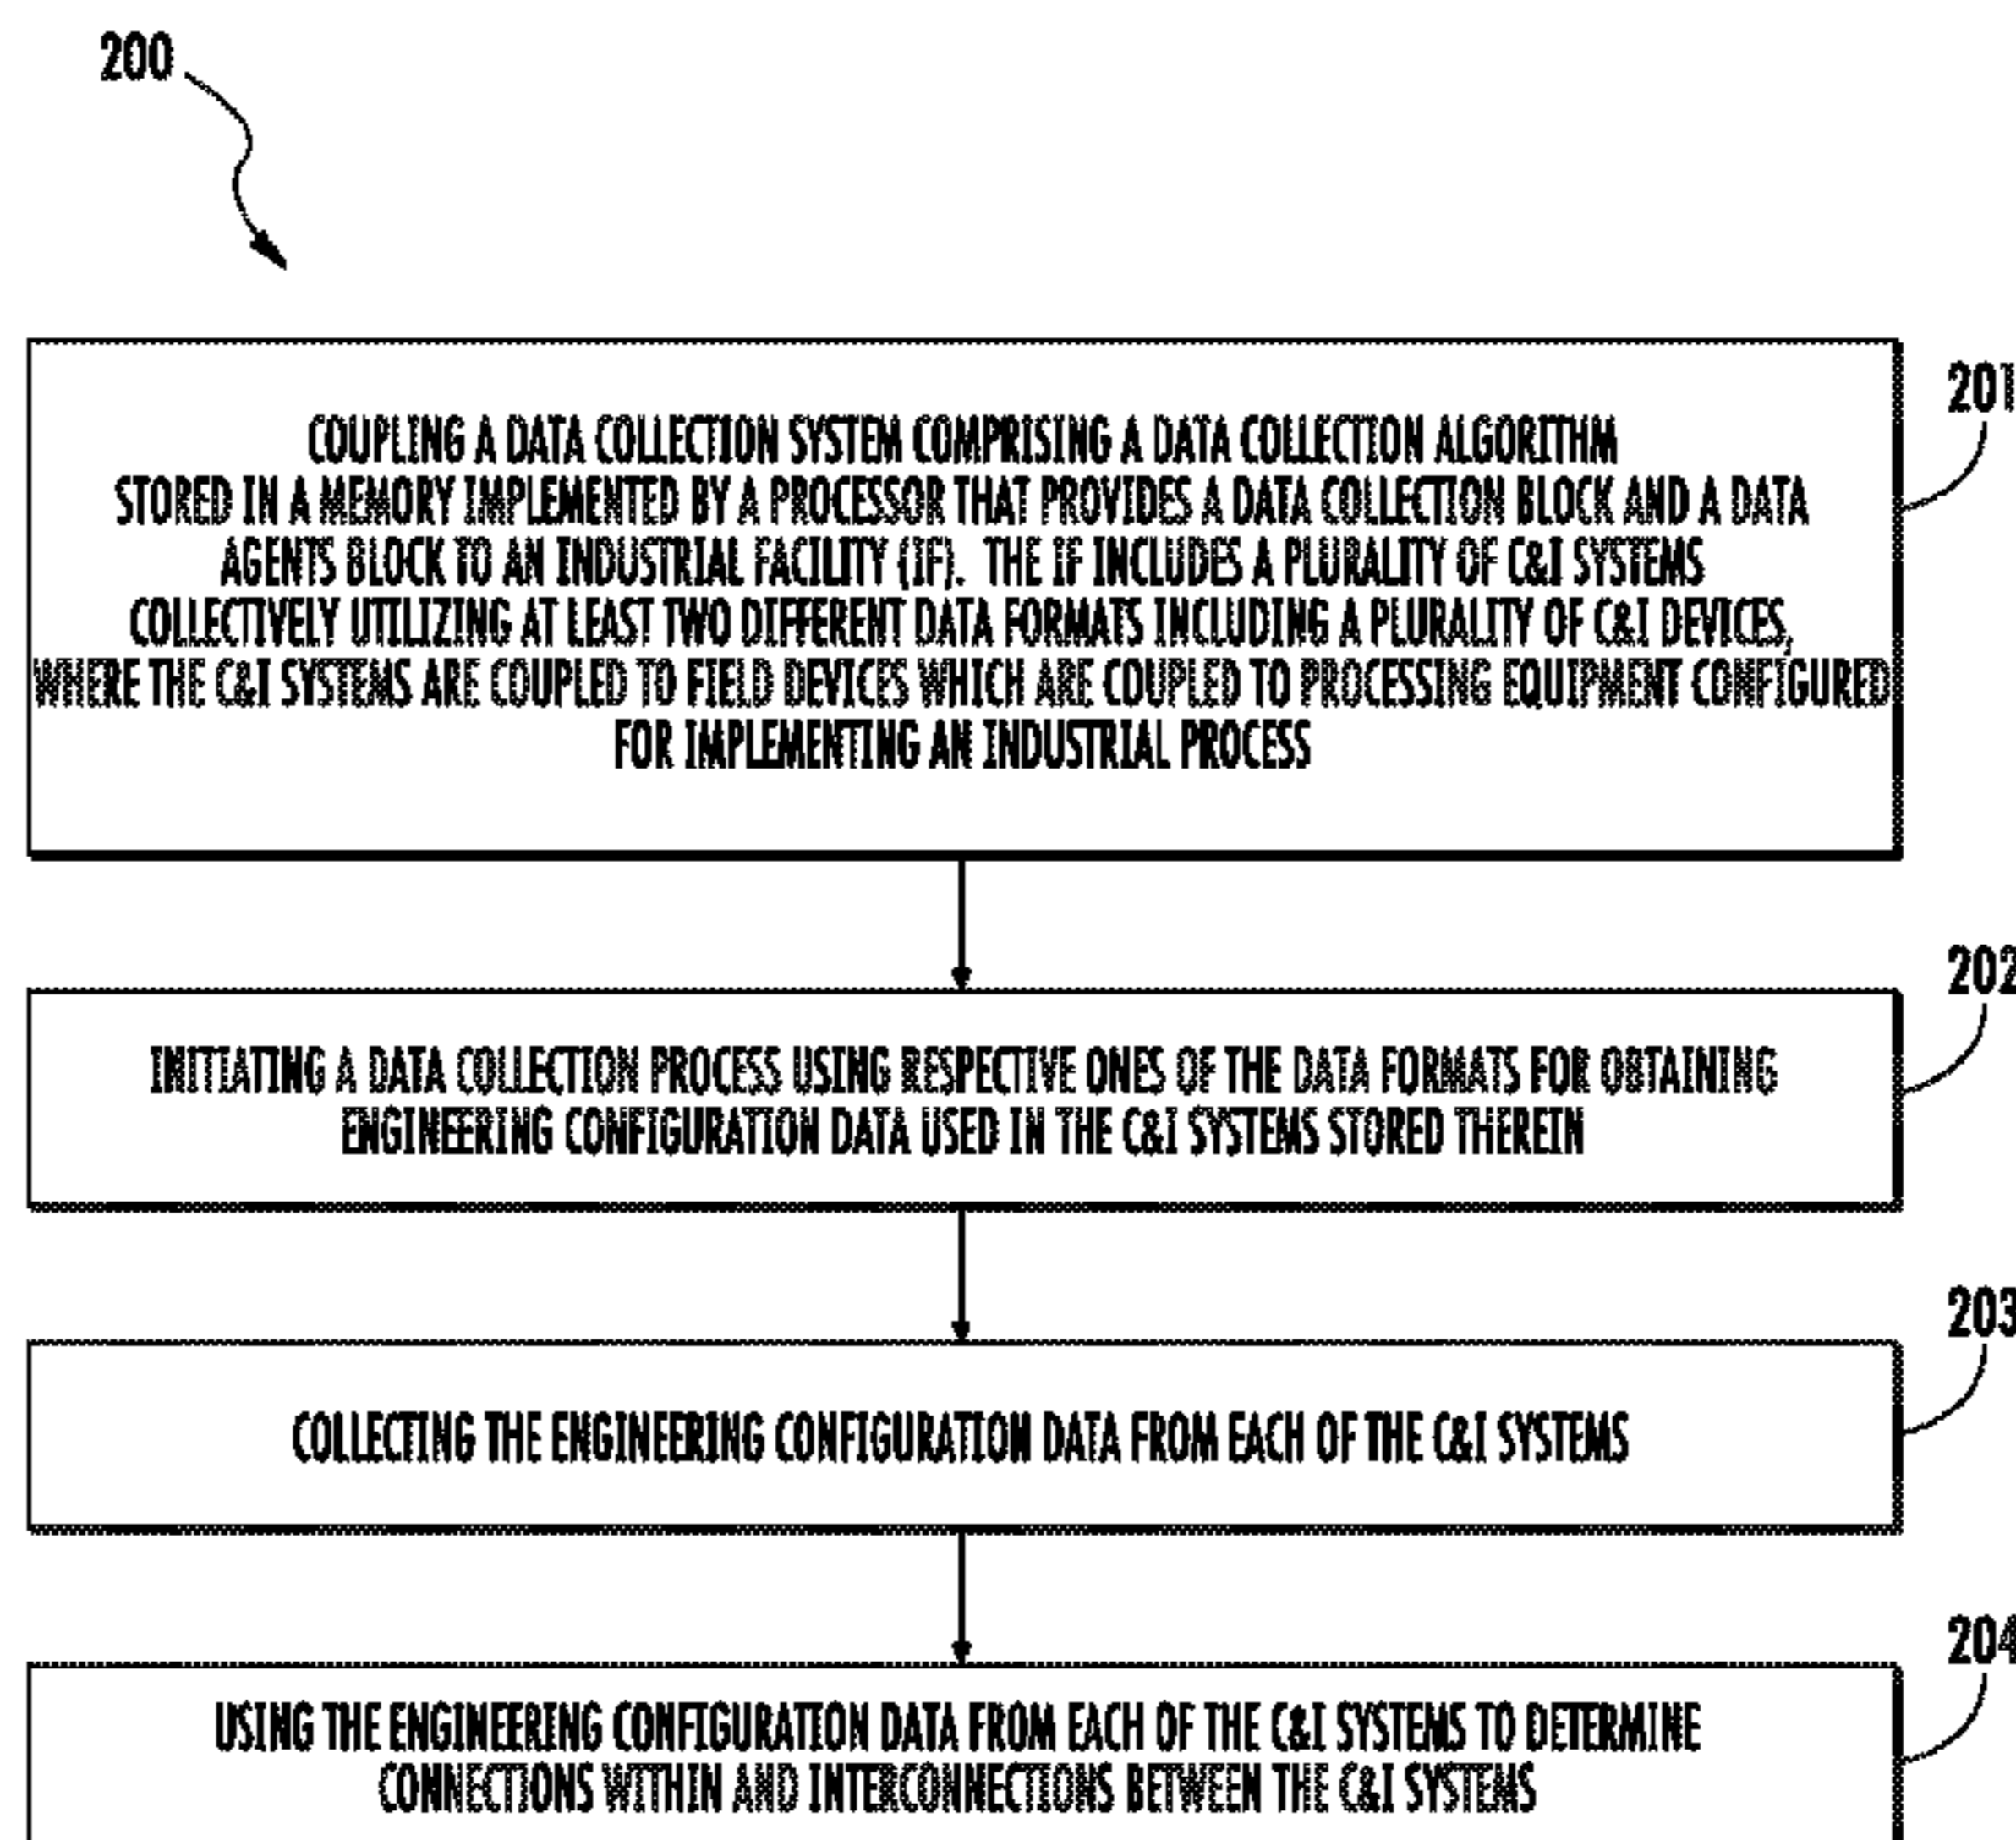 200
201
COUPLING A DATA COLLECTION SYSTEM COMPRISING A DATA COLLECTION ALGORITHM
STORED IN A MEMORY IMPLEMENTED BY A PROCESSOR THAT PROVIDES A DATA COLLECTION BLOCK AND A DATA
AGENTS BLOCK TO AN INDUSTRIAL FACILITY (IF). THE IF INCLUDES A PLURALITY OF C&I SYSTEMS
COLLECTIVELY UTILIZING AT LEAST TWO DIFFERENT DATA FORMATS INCLUDING A PLURALITY OF C&I DEVICES,
WHERE THE C&I SYSTEMS ARE COUPLED TO FIELD DEVICES WHICH ARE COUPLED TO PROCESSING EQUIPMENT CONFIGURED
FOR IMPLEMENTING AN INDUSTRIAL PROCESS
202
INITIATING A DATA COLLECTION PROCESS USING RESPECTIVE ONES OF THE DATA FORMATS FOR OBTAINING
ENGINEERING CONFIGURATION DATA USED IN THE C&I SYSTEMS STORED THEREIN
203
COLLECTING THE ENGINEERING CONFIGURATION DATA FROM EACH OF THE C&I SYSTEMS
204
USING THE ENGINEERING CONFIGURATION DATA FROM EACH OF THE C&I SYSTEMS TO DETERMINE
CONNECTIONS WITHIN AND INTERCONNECTIONS BETWEEN THE C&I SYSTEMS